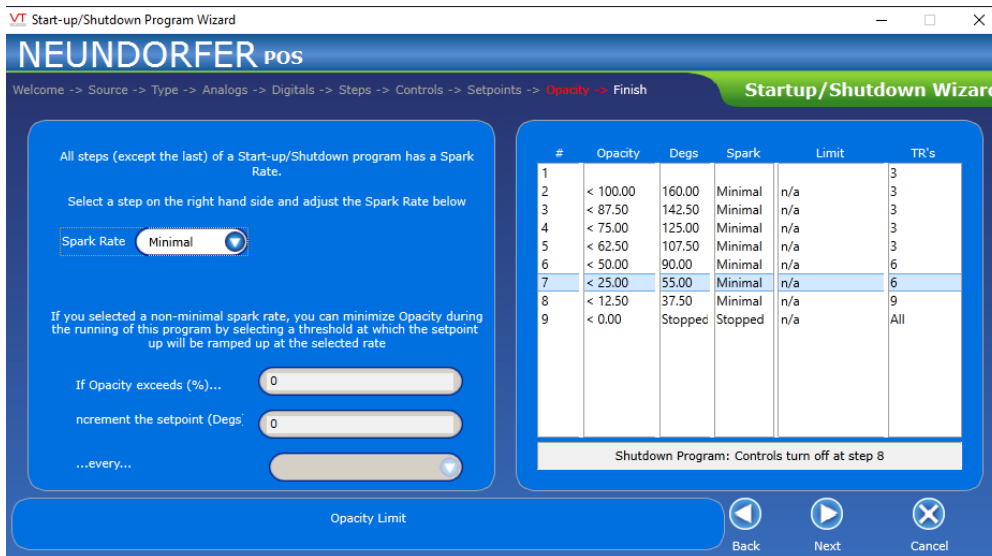 VT Start-up/Shutdown Program Wizard
NEUNDORFER POS
Welcome -> Source -> Type -> Analogs -> Digitals -> Steps -> Controls -> Setpoints -> Opacity -> Finish
Startup/Shutdown Wizar
All steps (except the last) of a Start-up/Shutdown program has a Spark
Rate.
Select a step on the right hand side and adjust the Spark Rate below
Spark Rate Minimal
If you selected a non-minimal spark rate, you can minimize Opacity during
the running of this program by selecting a threshold at which the setpoint
up will be ramped up at the selected rate
If Opacity exceeds (%)... 0
ncrement the setpoint (Degs) 0
...every...
# Opacity Degs Spark Limit TR's
1 3
2 < 100.00 160.00 Minimal n/a 3
3 < 87.50 142.50 Minimal n/a 3
4 < 75.00 125.00 Minimal n/a 3
5 < 62.50 107.50 Minimal n/a 3
6 < 50.00 90.00 Minimal n/a 6
7 < 25.00 55.00 Minimal n/a 6
8 < 12.50 37.50 Minimal n/a 9
9 < 0.00 Stopped Stopped n/a All
Shutdown Program: Controls turn off at step 8
Opacity Limit
Back Next Cancel